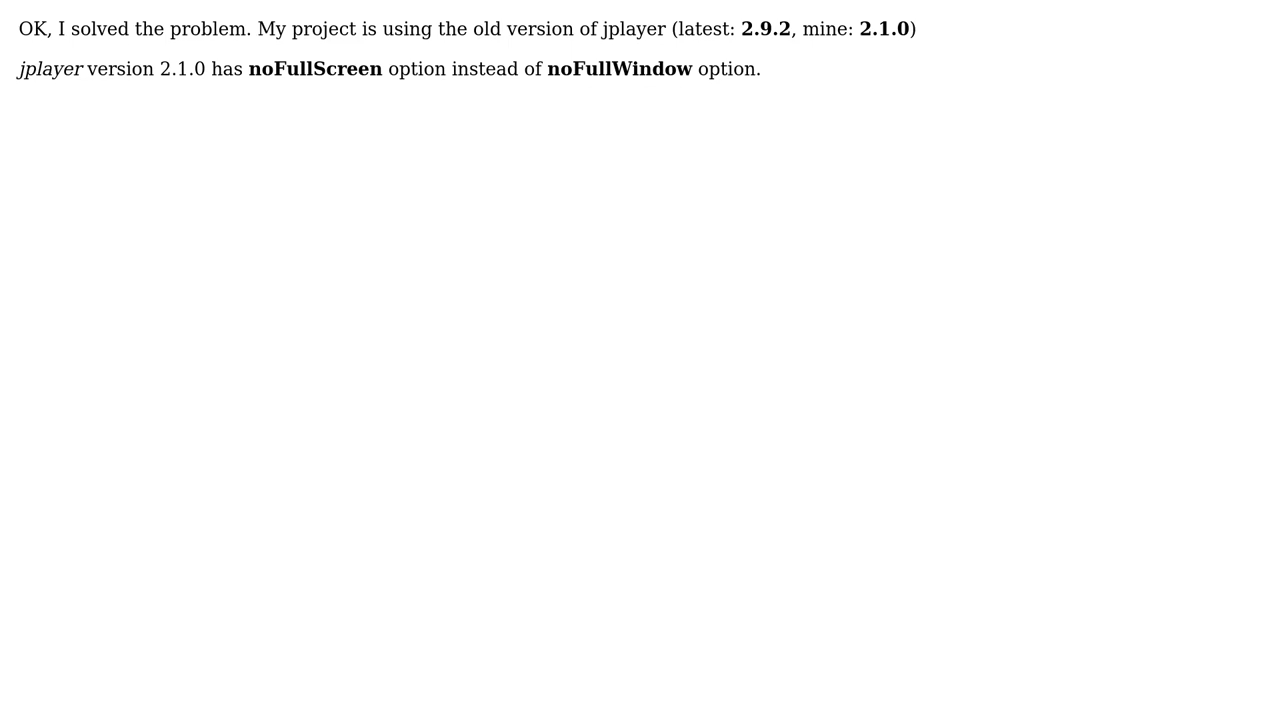 OK, I solved the problem. My project is using the old version of jplayer (latest: 2.9.2, mine: 2.1.0)
jplayer version 2.1.0 has noFullScreen option instead of noFullWindow option.